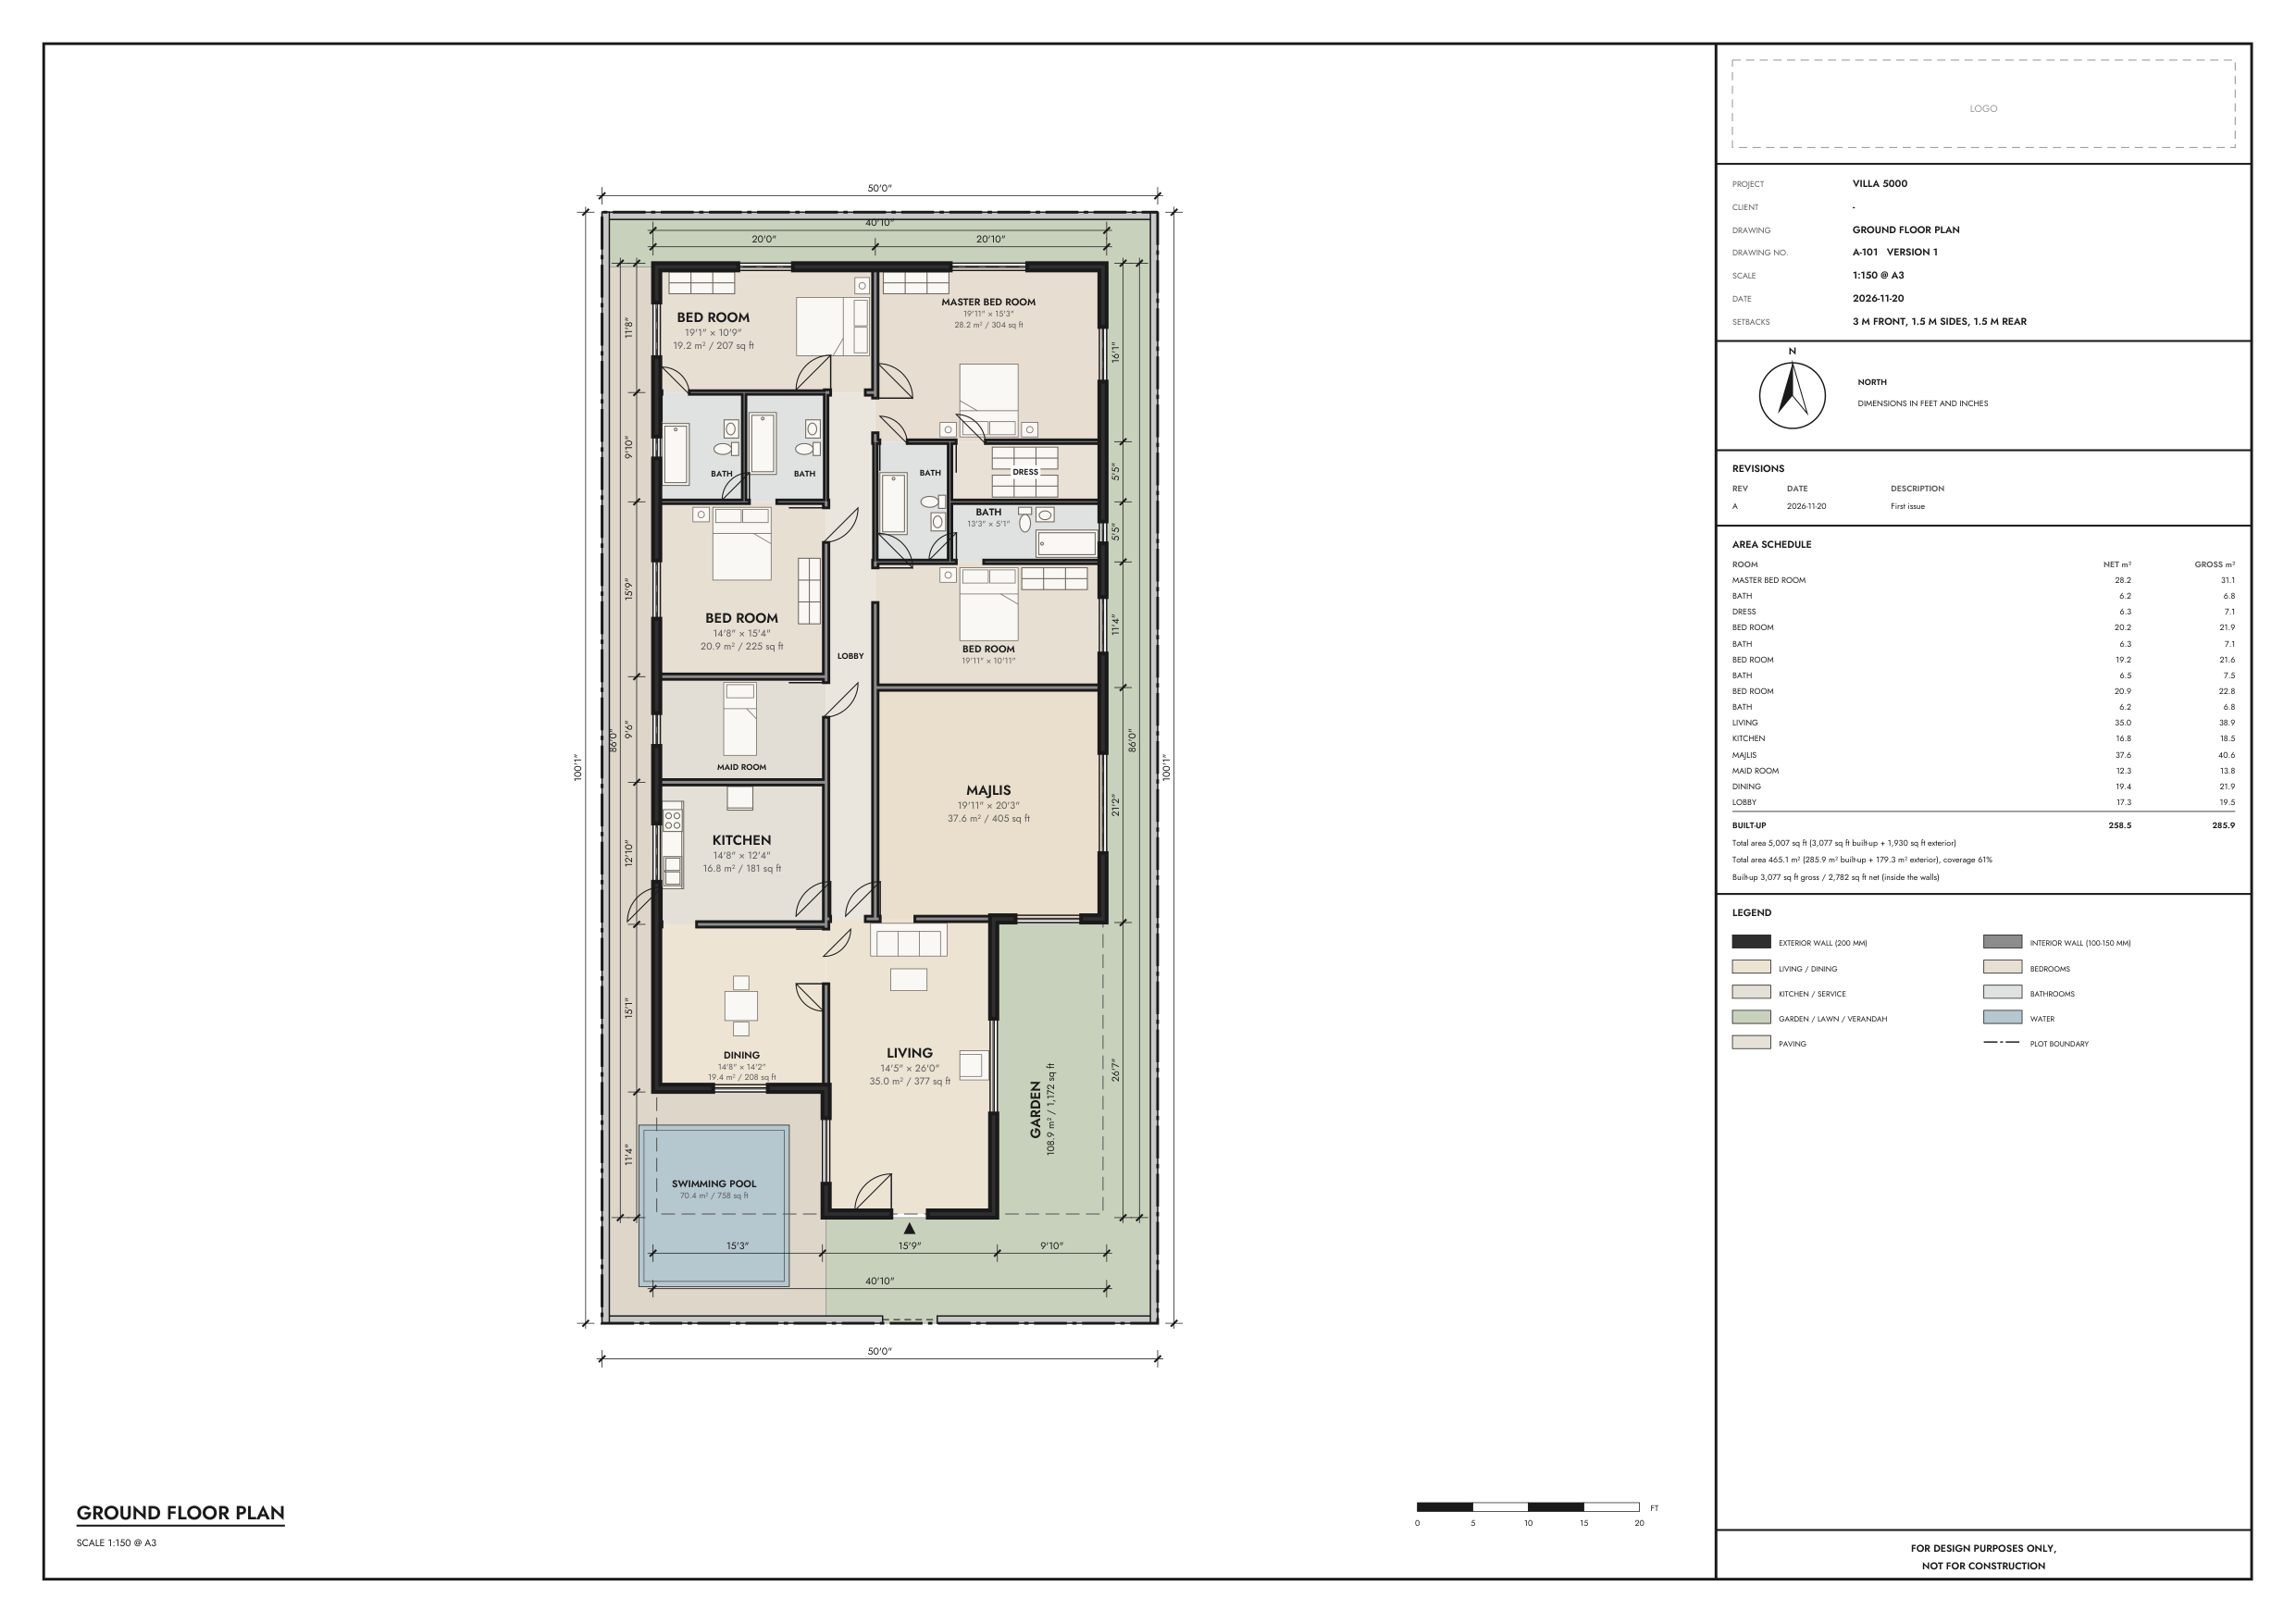 50'0"
40'10"
20'0"
20'10"
BED ROOM
19'1" × 10'9"
19.2 m² / 207 sq ft
MASTER BED ROOM
19'11" × 15'3"
28.2 m² / 304 sq ft
11'8"
16'1"
BATH
BATH
BATH
DRESS
9'10"
5'5"
BATH
13'3" × 5'1"
5'5"
BED ROOM
14'8" × 15'4"
20.9 m² / 225 sq ft
15'9"
BED ROOM
19'11" × 10'11"
11'4"
LOBBY
MAID ROOM
9'6"
86'0"
100'1"
86'0"
100'1"
MAJLIS
19'11" × 20'3"
37.6 m² / 405 sq ft
21'2"
KITCHEN
14'8" × 12'4"
16.8 m² / 181 sq ft
12'10"
DINING
14'8" × 14'2"
19.4 m² / 208 sq ft
15'1"
LIVING
14'5" × 26'0"
35.0 m² / 377 sq ft
GARDEN
108.9 m² / 1,172 sq ft
26'7"
SWIMMING POOL
70.4 m² / 758 sq ft
11'4"
15'3"
15'9"
9'10"
40'10"
50'0"
GROUND FLOOR PLAN
SCALE 1:150 @ A3
FT
0 5 10 15 20
LOGO
PROJECT VILLA 5000
CLIENT -
DRAWING GROUND FLOOR PLAN
DRAWING NO. A-101 VERSION 1
SCALE 1:150 @ A3
DATE 2026-11-20
SETBACKS 3 M FRONT, 1.5 M SIDES, 1.5 M REAR
N
NORTH
DIMENSIONS IN FEET AND INCHES
REVISIONS
REV DATE DESCRIPTION
A 2026-11-20 First issue
AREA SCHEDULE
ROOM NET m² GROSS m²
MASTER BED ROOM 28.2 31.1
BATH 6.2 6.8
DRESS 6.3 7.1
BED ROOM 20.2 21.9
BATH 6.3 7.1
BED ROOM 19.2 21.6
BATH 6.5 7.5
BED ROOM 20.9 22.8
BATH 6.2 6.8
LIVING 35.0 38.9
KITCHEN 16.8 18.5
MAJLIS 37.6 40.6
MAID ROOM 12.3 13.8
DINING 19.4 21.9
LOBBY 17.3 19.5
BUILT-UP 258.5 285.9
Total area 5,007 sq ft (3,077 sq ft built-up + 1,930 sq ft exterior)
Total area 465.1 m² (285.9 m² built-up + 179.3 m² exterior), coverage 61%
Built-up 3,077 sq ft gross / 2,782 sq ft net (inside the walls)
LEGEND
EXTERIOR WALL (200 MM) INTERIOR WALL (100-150 MM)
LIVING / DINING BEDROOMS
KITCHEN / SERVICE BATHROOMS
GARDEN / LAWN / VERANDAH WATER
PAVING PLOT BOUNDARY
FOR DESIGN PURPOSES ONLY,
NOT FOR CONSTRUCTION